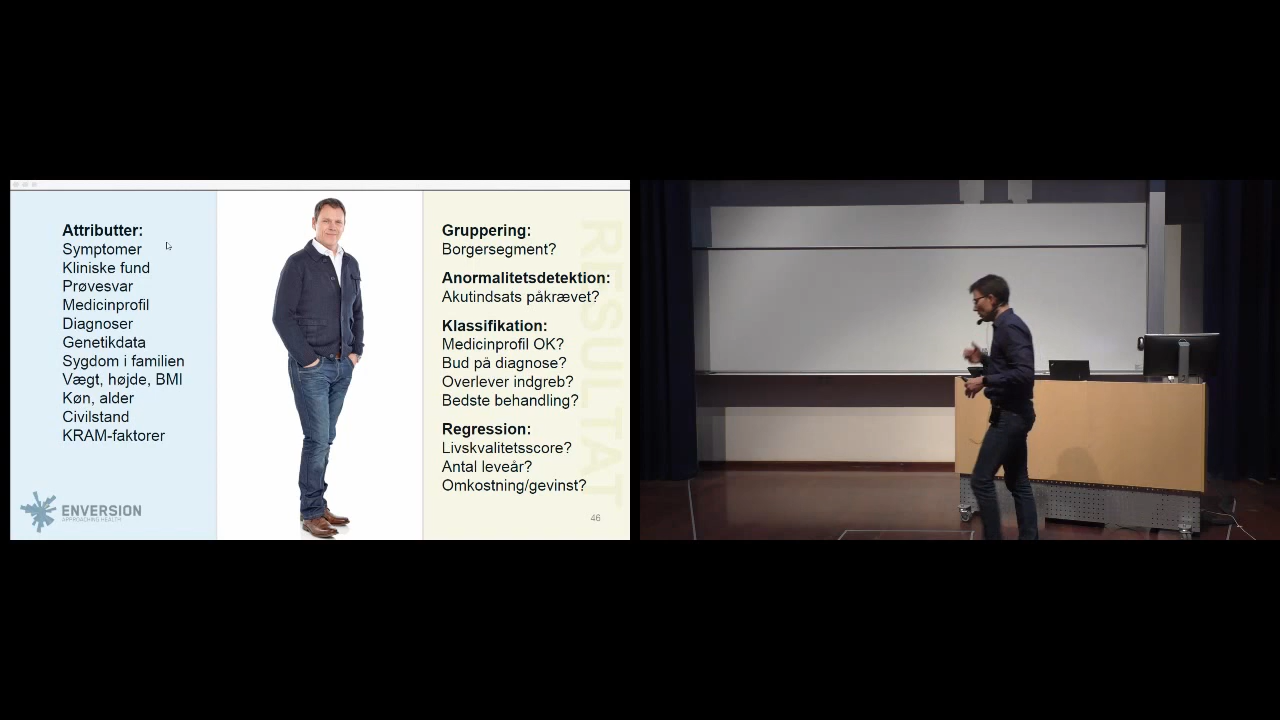 Attributter:
Symptomer
Kliniske fund
Prøvesvar
Medicinprofil
Diagnoser
Genetikdata
Sygdom i familien
Vægt, højde, BMI
Køn, alder
Civilstand
KRAM-faktorer
ENVERSION
APPROACHING HEALTH
Gruppering:
Borgersegment?
Anormalitetsdetektion:
Akutindsats påkrævet?
Klassifikation:
Medicinprofil OK?
Bud på diagnose?
Overlever indgreb?
Bedste behandling?
Regression:
Livskvalitetsscore?
Antal leveår?
Omkostning/gevinst?
RESULTAT
46